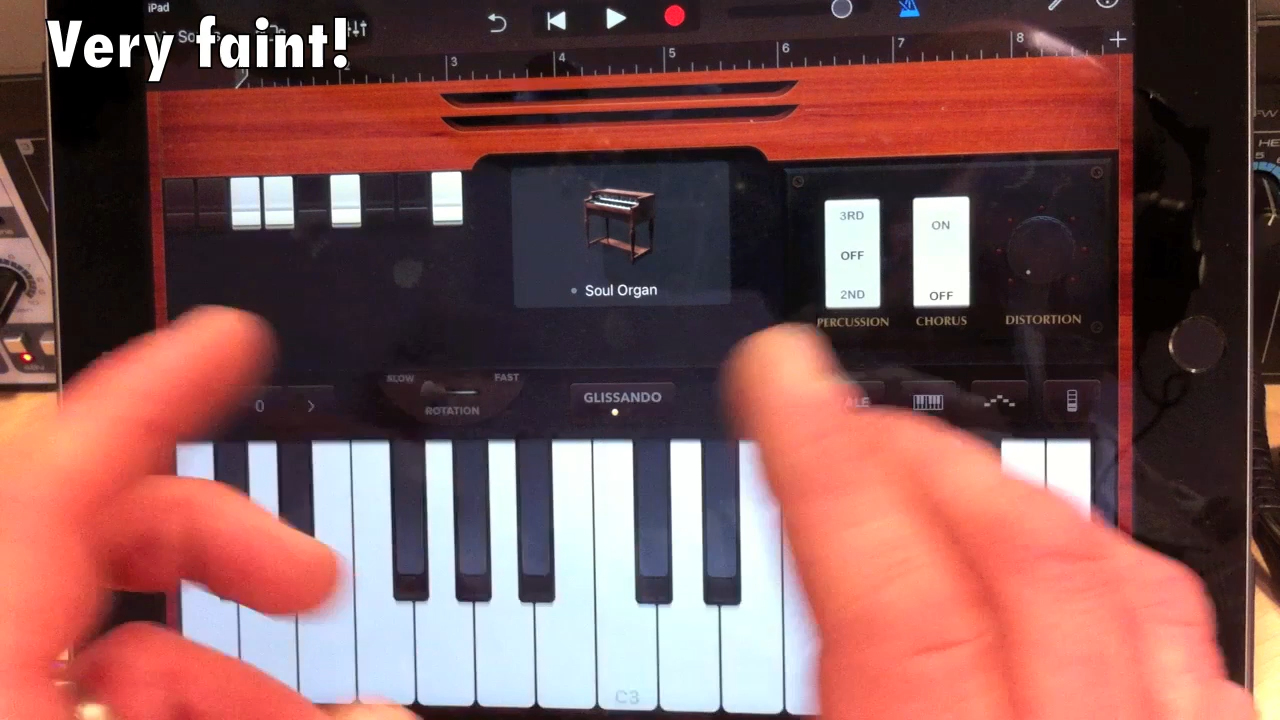 iPad
Very faint!
2 3 4 5 6 7 8 +
3RD
OFF
2ND
ON
OFF
PERCUSSION CHORUS DISTORTION
Soul Organ
SLOW FAST
ROTATION
0 >
GLISSANDO
C3